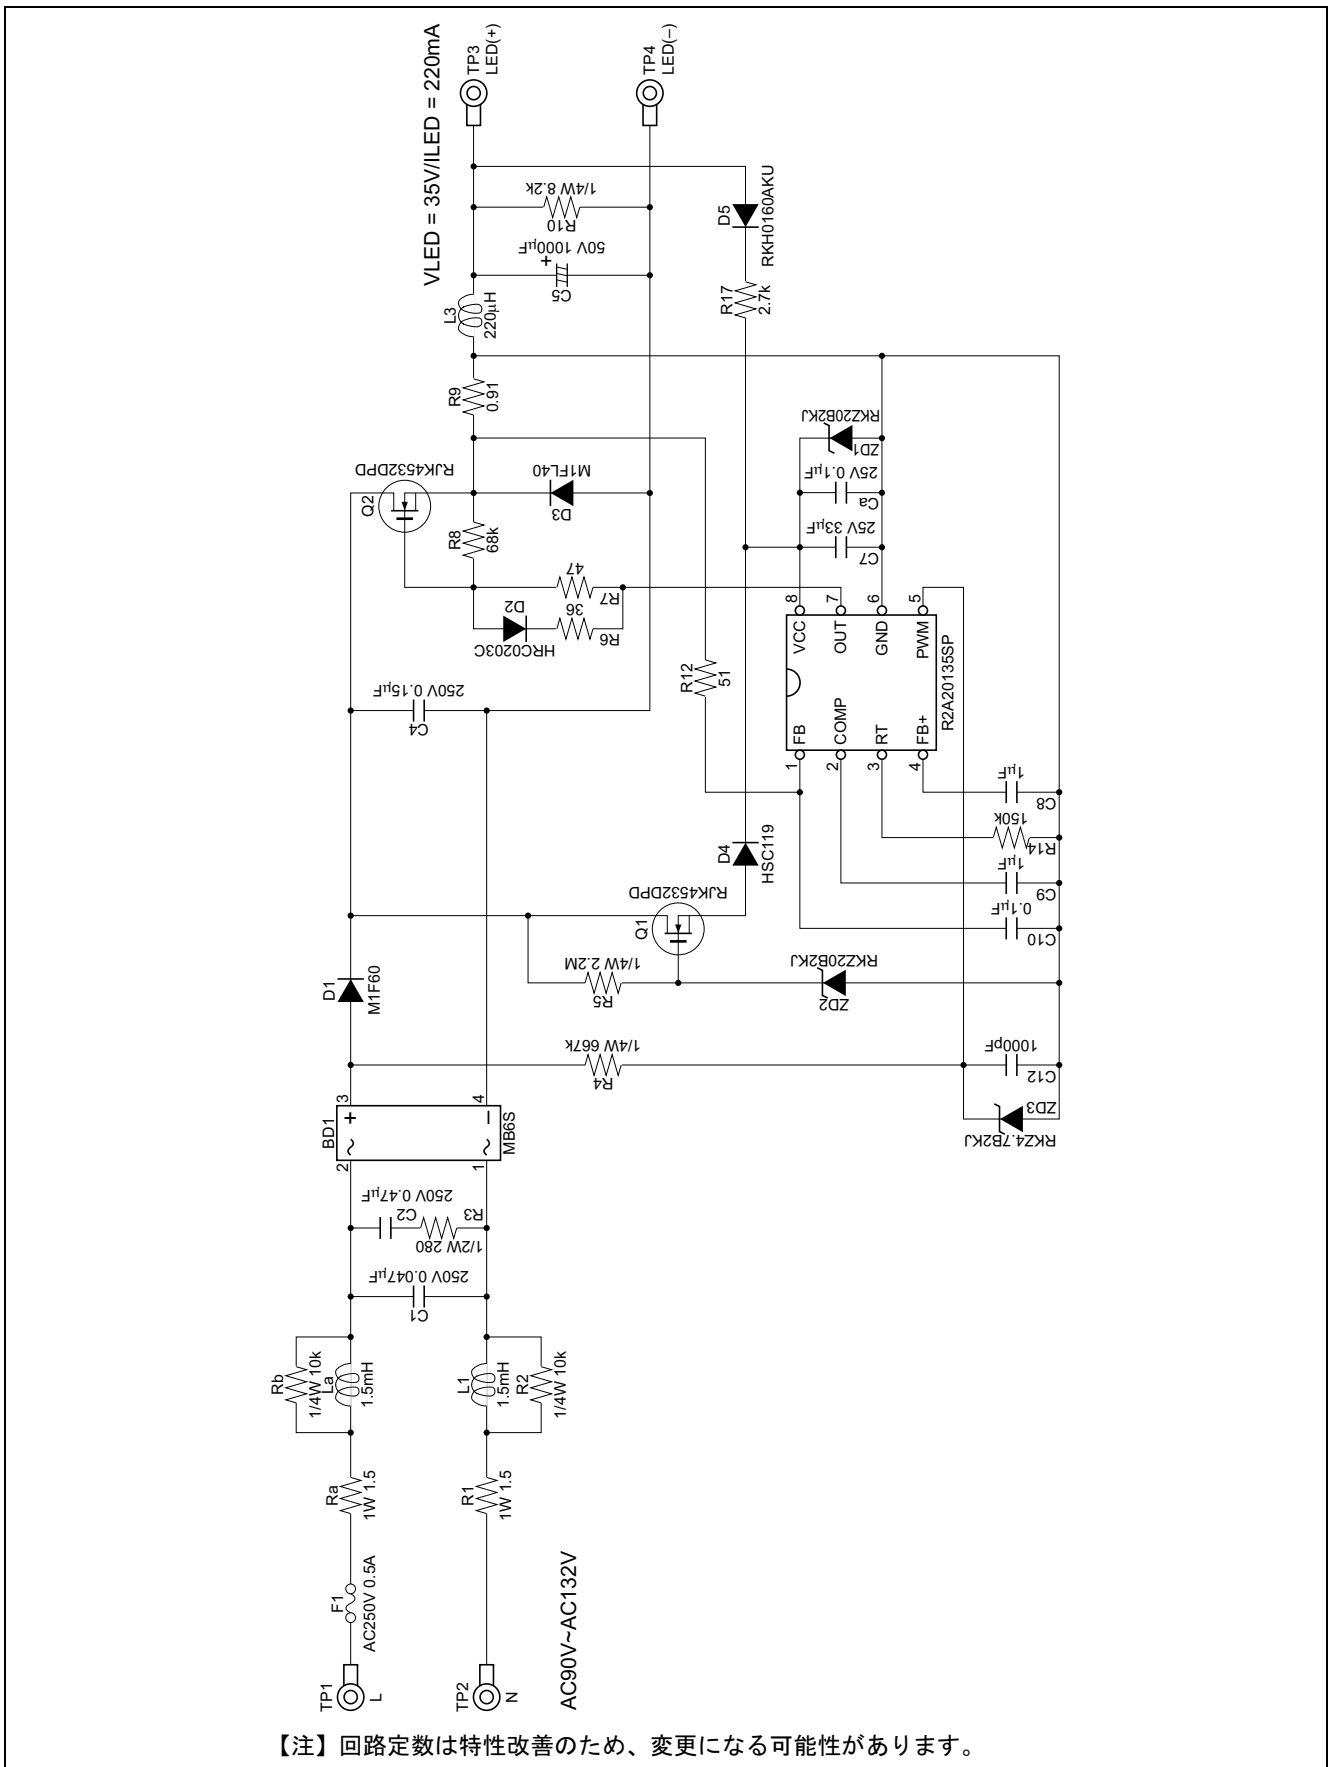 TP1
L
F1
AC250V 0.5A
Ra
1W 1.5
Rb
1/4W 10k
La
1.5mH
TP2
N
R1
1W 1.5
L1
1.5mH
R2
1/4W 10k
AC90V~AC132V
C1
250V 0.047μF
C2
250V 0.47μF
R3
1/2W 280
BD1
2
3
1
4
~
+
~
–
MB6S
D1
M1F60
R4
1/4W 667k
R5
1/4W 2.2M
Q1
RJK4532DPD
ZD2
RKZ20B2KJ
ZD3
RKZ4.7B2KJ
C12
1000pF
D4
HSC119
C10
0.1μF
C9
1μF
R14
150k
C8
1μF
C4
250V 0.15μF
R12
51
1
FB
2
COMP
3
RT
4
FB+
8
VCC
7
OUT
6
GND
5
PWM
R2A20135SP
D2
HRC0203C
R6
36
R7
47
R8
68k
Q2
RJK4532DPD
D3
M1FL40
R9
0.91
C7
25V 33μF
Ca
25V 0.1μF
ZD1
RKZ20B2KJ
L3
220μH
R17
2.7k
D5
RKH0160AKU
C5
50V 1000μF
+
R10
1/4W 8.2k
VLED = 35V/ILED = 220mA
TP3
LED(+)
TP4
LED(–)
【注】回路定数は特性改善のため、変更になる可能性があります。